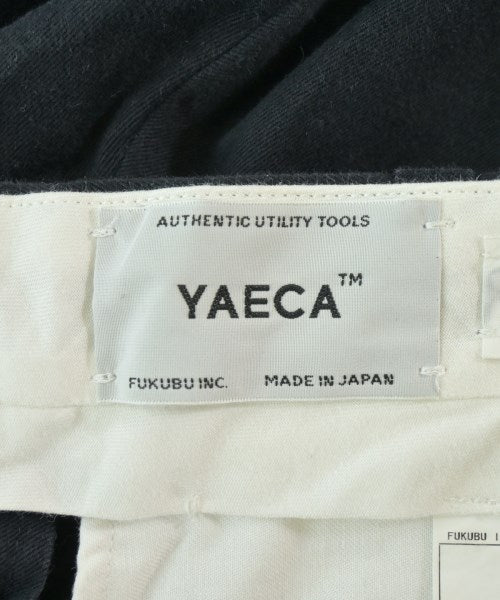 AUTHENTIC UTILITY TOOLS
YAECA™
FUKUBU INC. MADE IN JAPAN
FUKUBU I